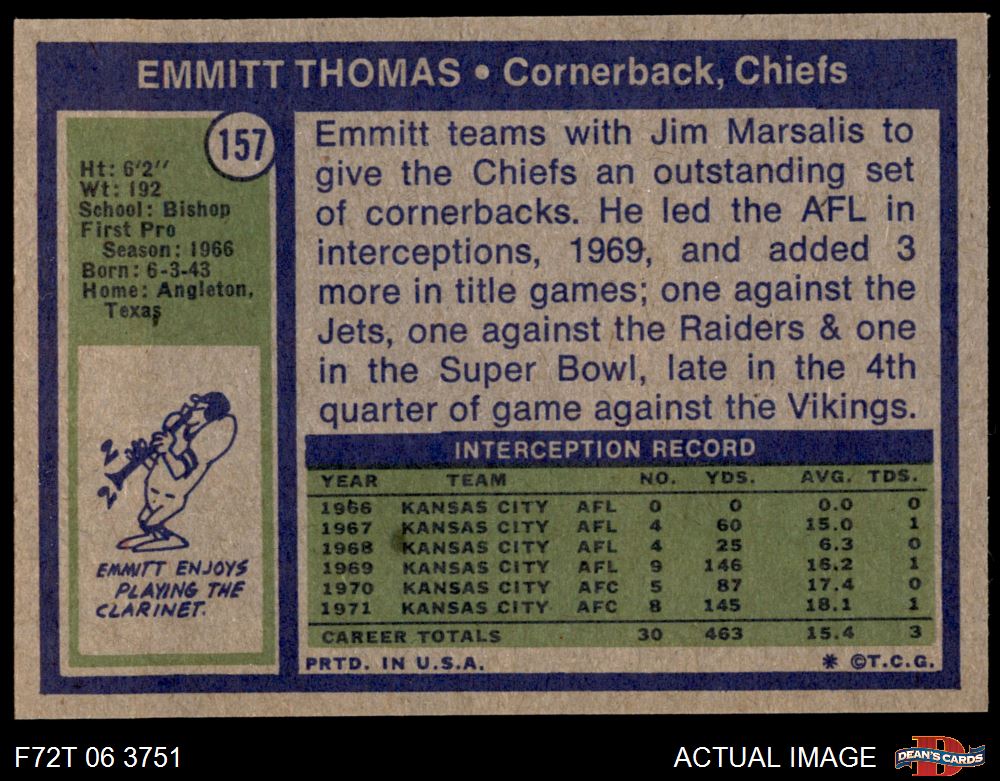 EMMITT THOMAS • Cornerback, Chiefs
157
Ht: 6'2''
Wt: 192
School: Bishop
First Pro
Season: 1966
Born: 6-3-43
Home: Angleton,
Texas
2
2
EMMITT ENJOYS
PLAYING THE
CLARINET.
Emmitt teams with Jim Marsalis to
give the Chiefs an outstanding set
of cornerbacks. He led the AFL in
interceptions, 1969, and added 3
more in title games; one against the
Jets, one against the Raiders & one
in the Super Bowl, late in the 4th
quarter of game against the Vikings.
INTERCEPTION RECORD
YEAR TEAM NO. YDS. AVG. TDS.
1966 KANSAS CITY AFL 0 0 0.0 0
1967 KANSAS CITY AFL 4 60 15.0 1
1968 KANSAS CITY AFL 4 25 6.3 0
1969 KANSAS CITY AFL 9 146 16.2 1
1970 KANSAS CITY AFC 5 87 17.4 0
1971 KANSAS CITY AFC 8 145 18.1 1
CAREER TOTALS 30 463 15.4 3
PRTD. IN U.S.A. * ©T.C.G.
F72T 06 3751 ACTUAL IMAGE
D
DEAN'S CARDS